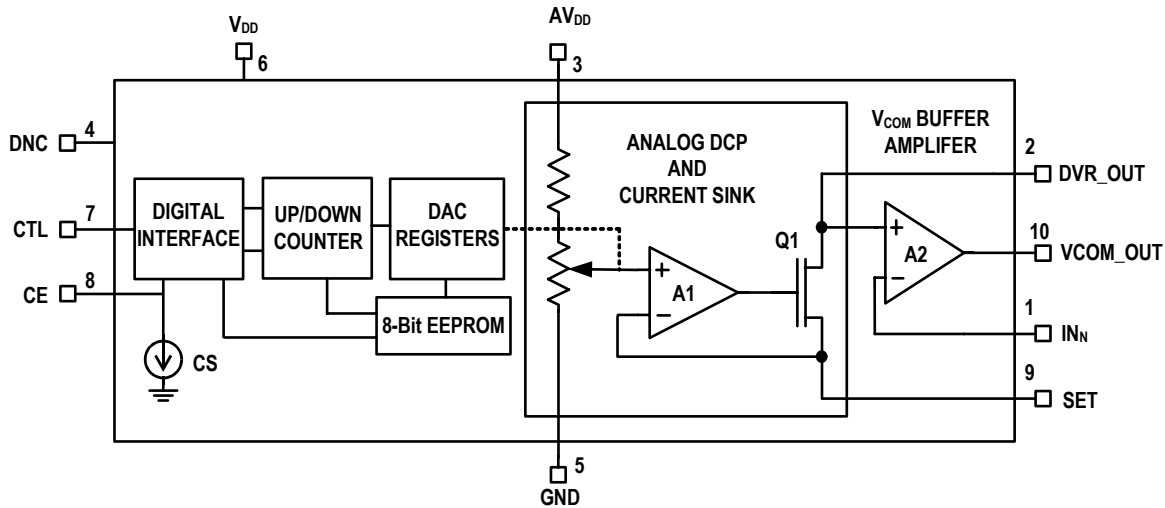 VDD
6
AVDD
3
DNC
4
CTL
7
CE
8
DIGITAL
INTERFACE
UP/DOWN
COUNTER
DAC
REGISTERS
8-Bit EEPROM
CS
ANALOG DCP
AND
CURRENT SINK
A1
Q1
VCOM BUFFER
AMPLIFER
A2
2
DVR_OUT
10
VCOM_OUT
1
INN
9
SET
5
GND
+
−
+
−